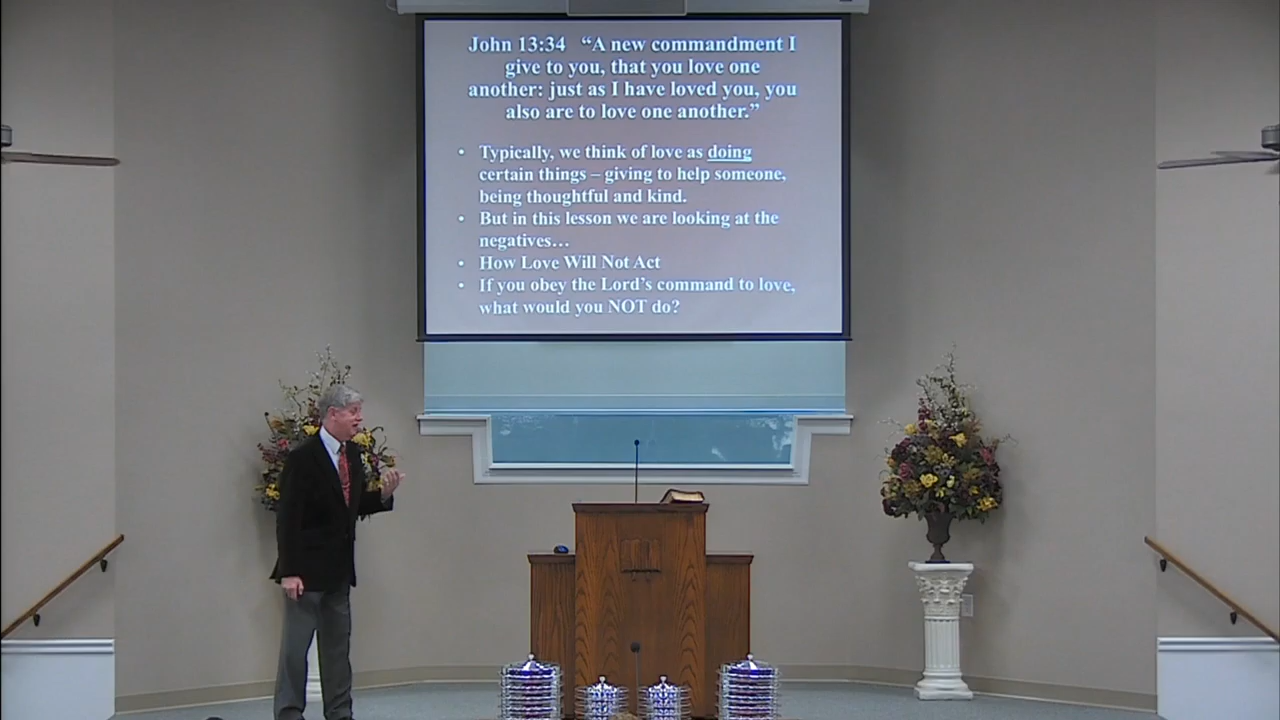 John 13:34 “A new commandment I
give to you, that you love one
another: just as I have loved you, you
also are to love one another.”
• Typically, we think of love as doing
certain things – giving to help someone,
being thoughtful and kind.
• But in this lesson we are looking at the
negatives…
• How Love Will Not Act
• If you obey the Lord’s command to love,
what would you NOT do?